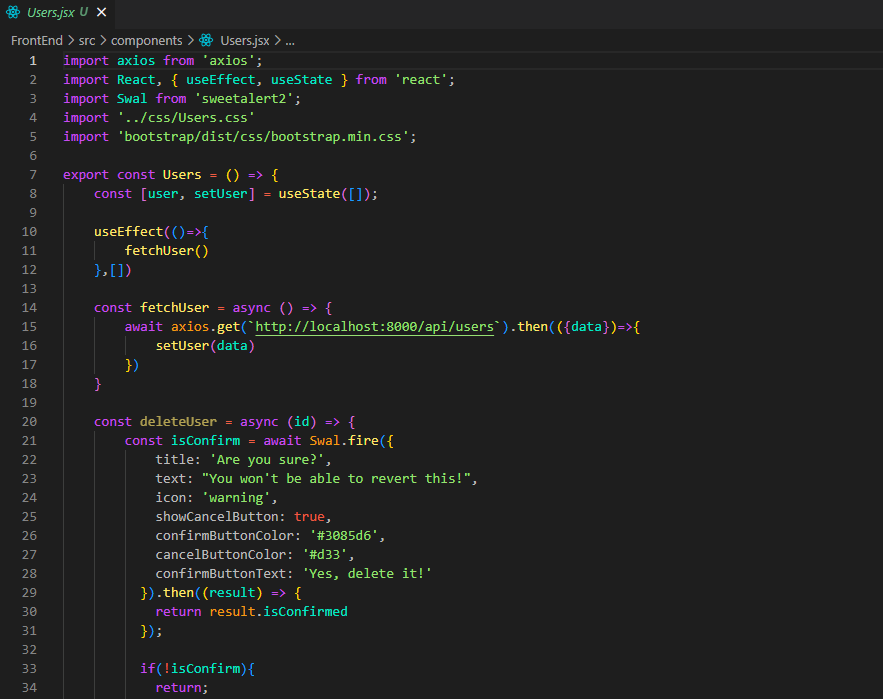 Users.jsx U
FrontEnd > src > components > Users.jsx > ...
1 import axios from 'axios';
2 import React, { useEffect, useState } from 'react';
3 import Swal from 'sweetalert2';
4 import '../css/Users.css'
5 import 'bootstrap/dist/css/bootstrap.min.css';
6
7 export const Users = () => {
8     const [user, setUser] = useState([]);
9
10     useEffect(()=>{
11         fetchUser()
12     },[])
13
14     const fetchUser = async () => {
15         await axios.get(`http://localhost:8000/api/users`).then(({data})=>{
16             setUser(data)
17         })
18     }
19
20     const deleteUser = async (id) => {
21         const isConfirm = await Swal.fire({
22             title: 'Are you sure?',
23             text: "You won't be able to revert this!",
24             icon: 'warning',
25             showCancelButton: true,
26             confirmButtonColor: '#3085d6',
27             cancelButtonColor: '#d33',
28             confirmButtonText: 'Yes, delete it!'
29           }).then((result) => {
30             return result.isConfirmed
31           });
32
33           if(!isConfirm){
34             return;